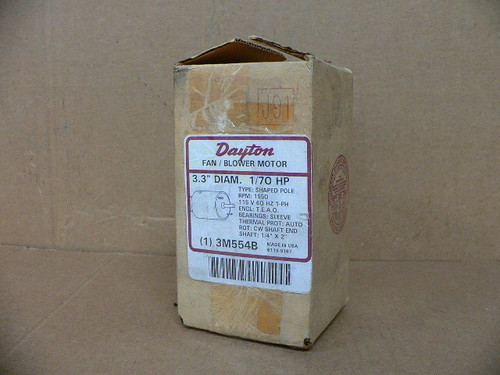 J91
Dayton
FAN / BLOWER MOTOR
3.3" DIAM. 1/70 HP
TYPE: SHAPED POLE
RPM: 1550
115 V 60 HZ 1-PH
ENCL: T.E.A.O.
BEARINGS: SLEEVE
THERMAL PROT: AUTO
ROT: CW SHAFT END
SHAFT: 1/4" X 2"
(1) 3M554B
MADE IN USA